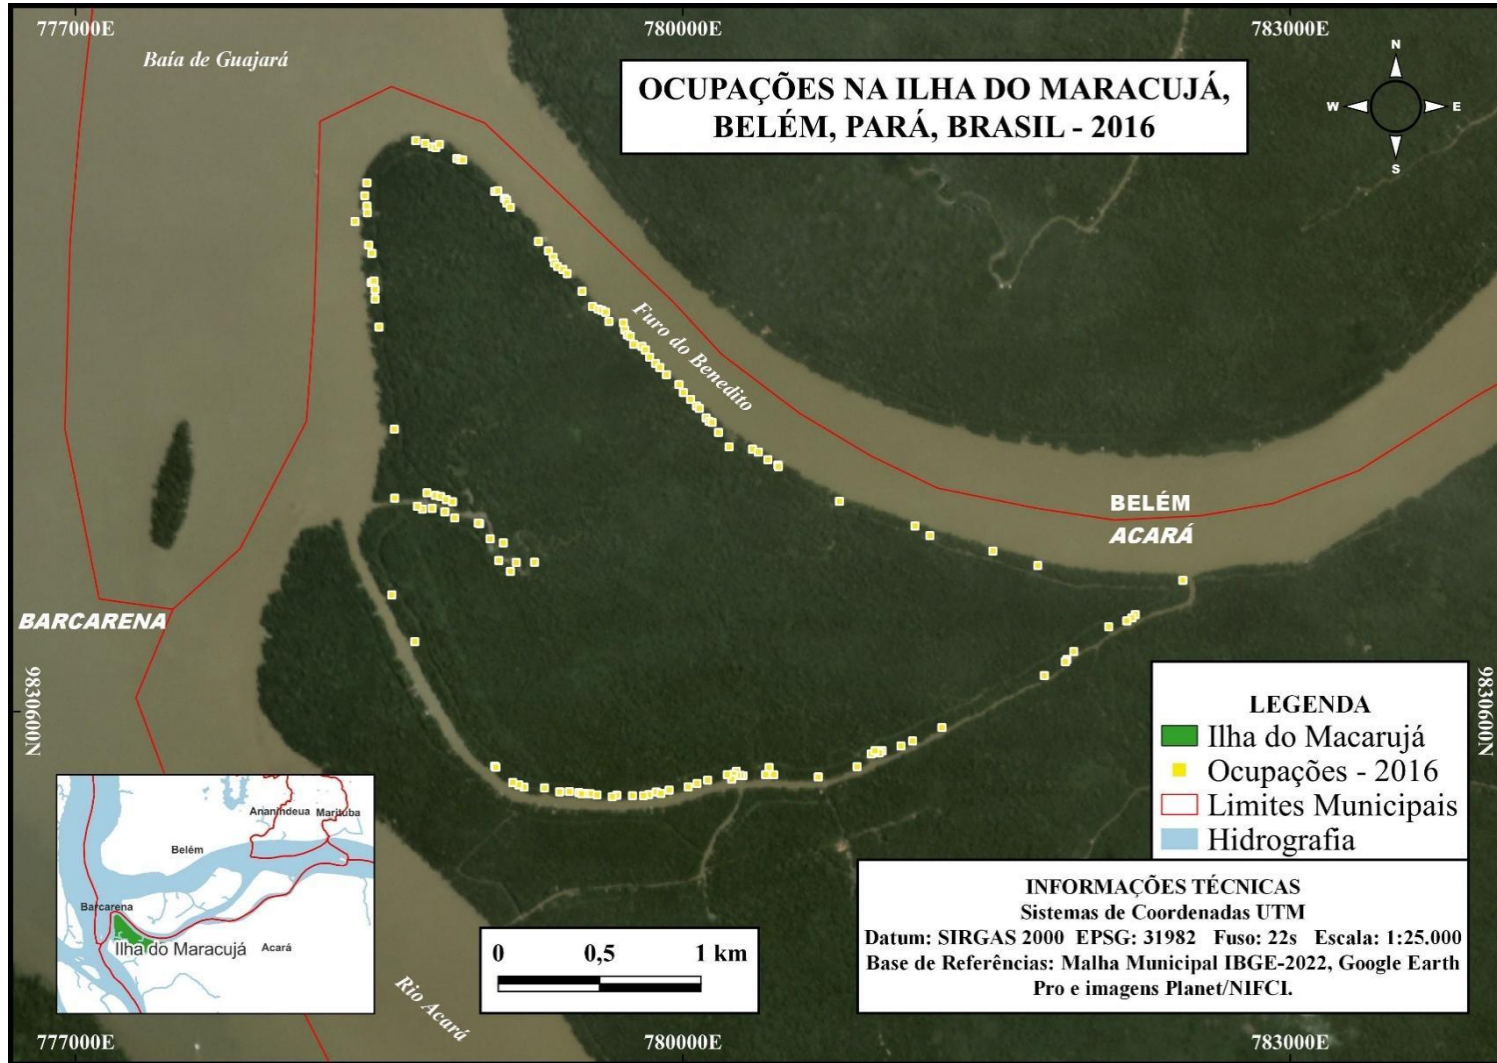 777000E
780000E
783000E
Baía de Guajará
OCUPAÇÕES NA ILHA DO MARACUJÁ,
BELÉM, PARÁ, BRASIL - 2016
N
W
E
S
Furo do Benedito
BELÉM
ACARÁ
BARCARENA
9830600N
9830600N
LEGENDA
Ilha do Macarujá
Ocupações - 2016
Limites Municipais
Hidrografia
Ananindeua
Marituba
Belém
Barcarena
Ilha do Maracujá
Acará
Rio Acará
0 0,5 1 km
INFORMAÇÕES TÉCNICAS
Sistemas de Coordenadas UTM
Datum: SIRGAS 2000 EPSG: 31982 Fuso: 22s Escala: 1:25.000
Base de Referências: Malha Municipal IBGE-2022, Google Earth
Pro e imagens Planet/NIFCI.
777000E
780000E
783000E